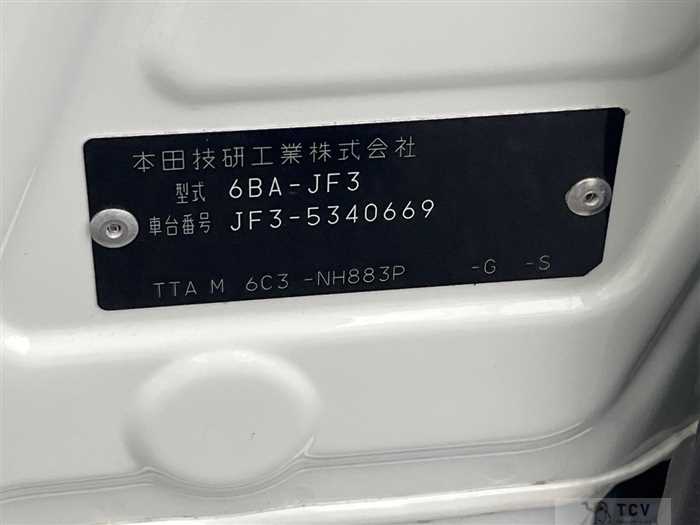 本田技研工業株式会社
型式 6BA-JF3
車台番号 JF3-5340669
TTA M 6C3 -NH883P -G -S
TCV